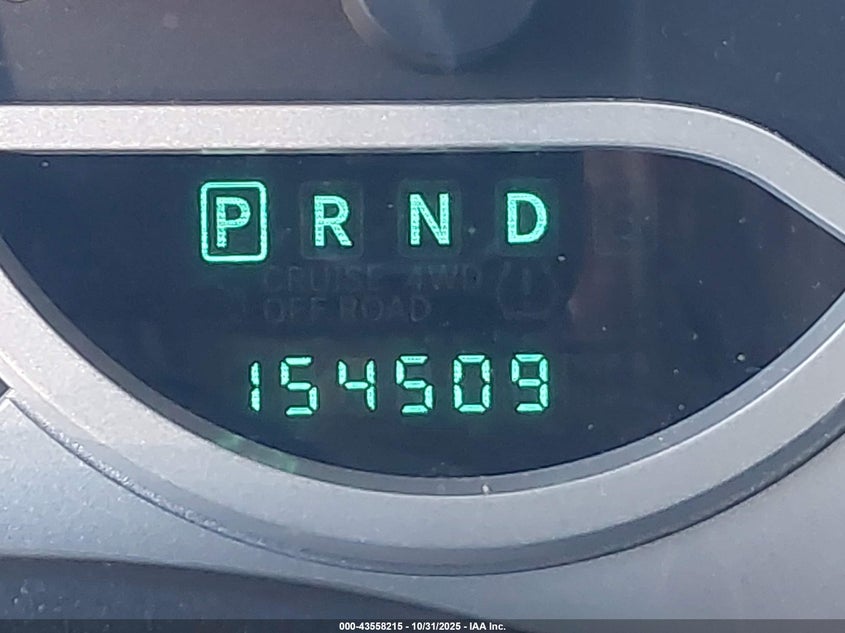 P R N D
CRUISE 4WD
OFF ROAD
154509
000-43558215 - 10/31/2025 - IAA Inc.